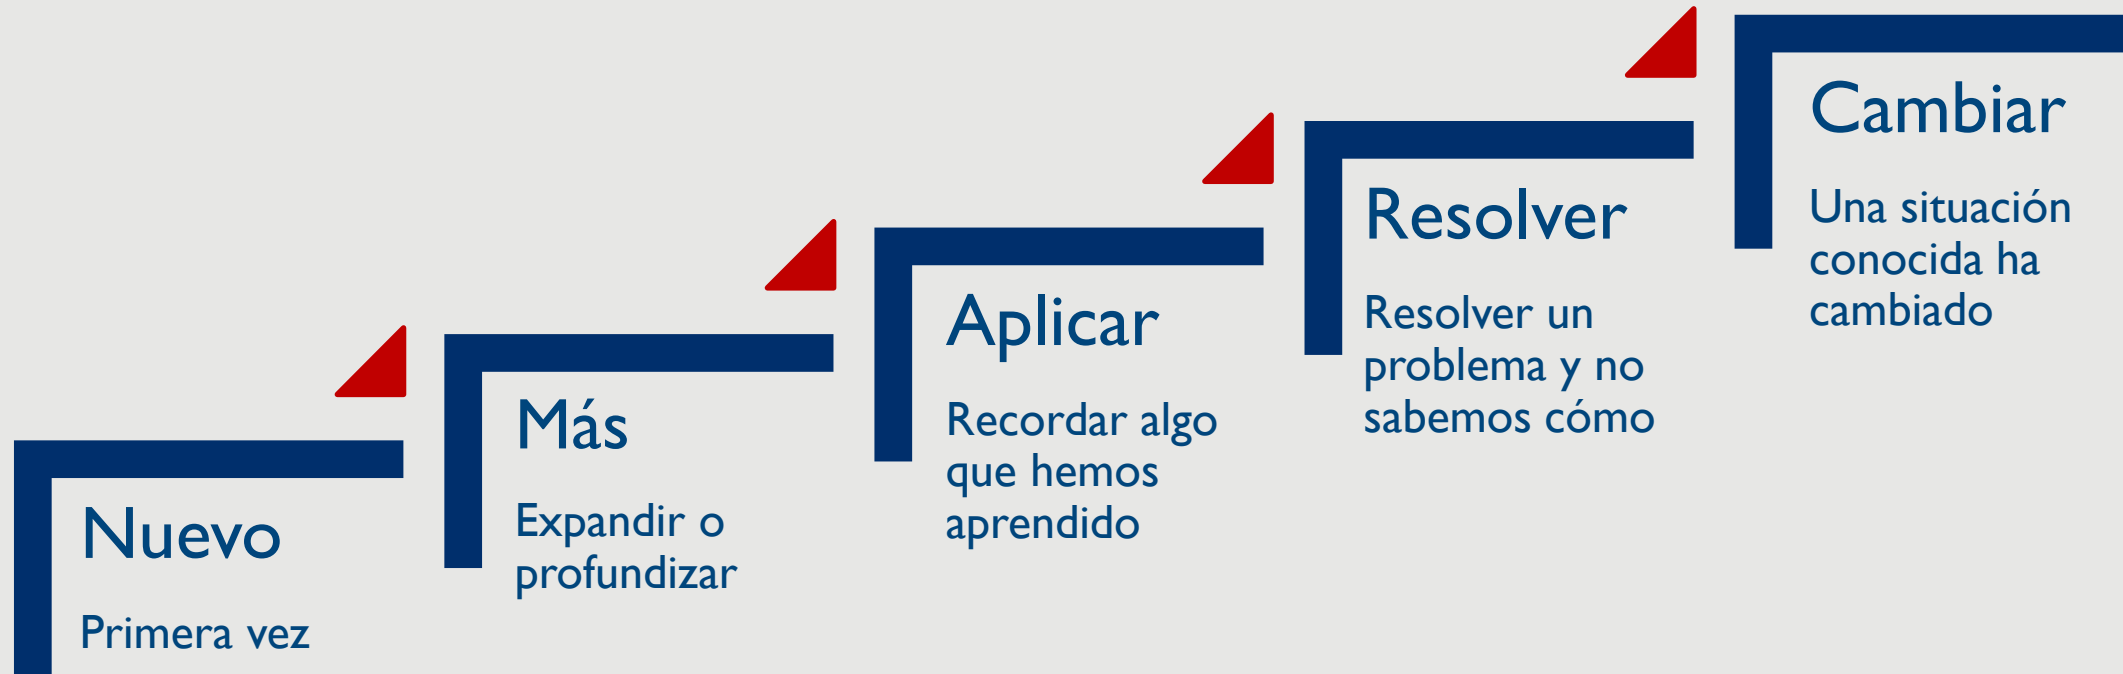 Nuevo
Primera vez
Más
Expandir o
profundizar
Aplicar
Recordar algo
que hemos
aprendido
Resolver
Resolver un
problema y no
sabemos cómo
Cambiar
Una situación
conocida ha
cambiado